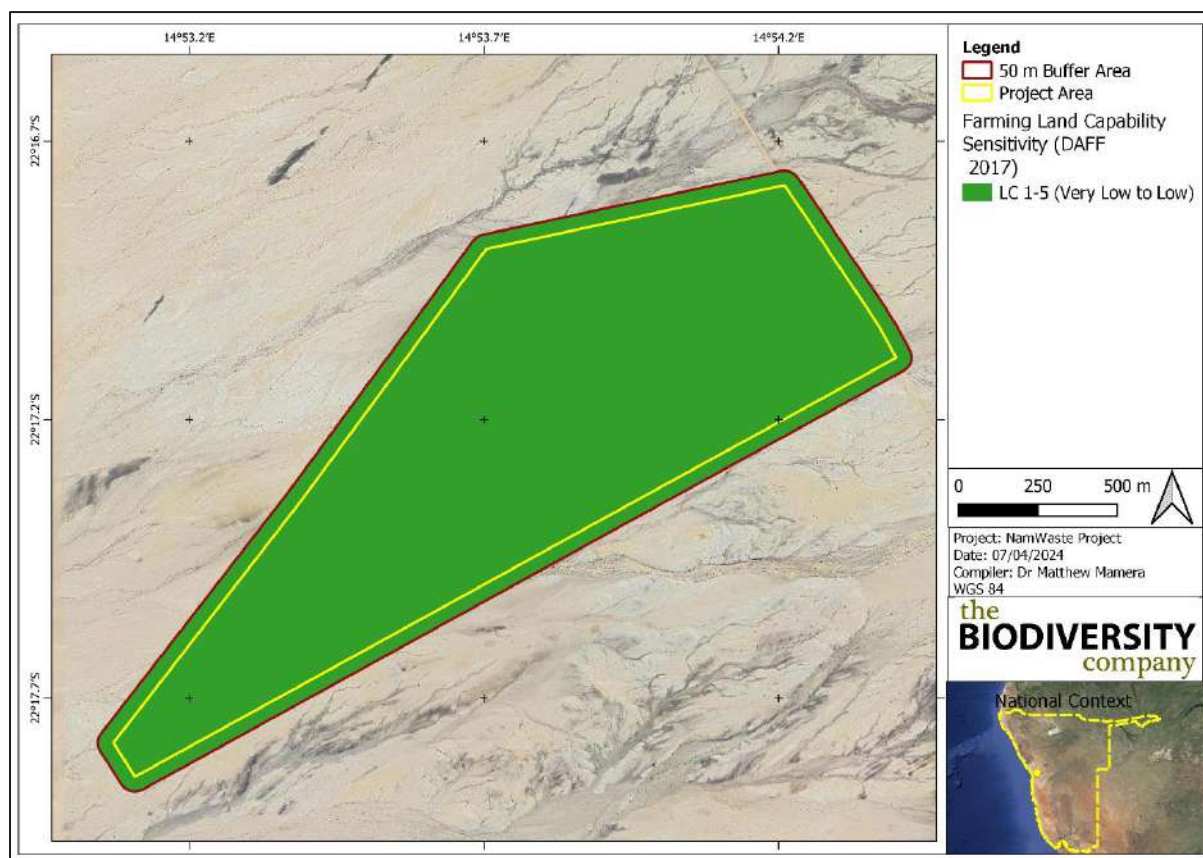 14°53.2'E
14°53.7'E
14°54.2'E
22°16.7'S
22°17.2'S
22°17.7'S
Legend
50 m Buffer Area
Project Area
Farming Land Capability
Sensitivity (DAFF
2017)
LC 1-5 (Very Low to Low)
0 250 500 m
Project: NamWaste Project
Date: 07/04/2024
Compiler: Dr Matthew Mamera
WGS 84
the
BIODIVERSITY
company
National Context